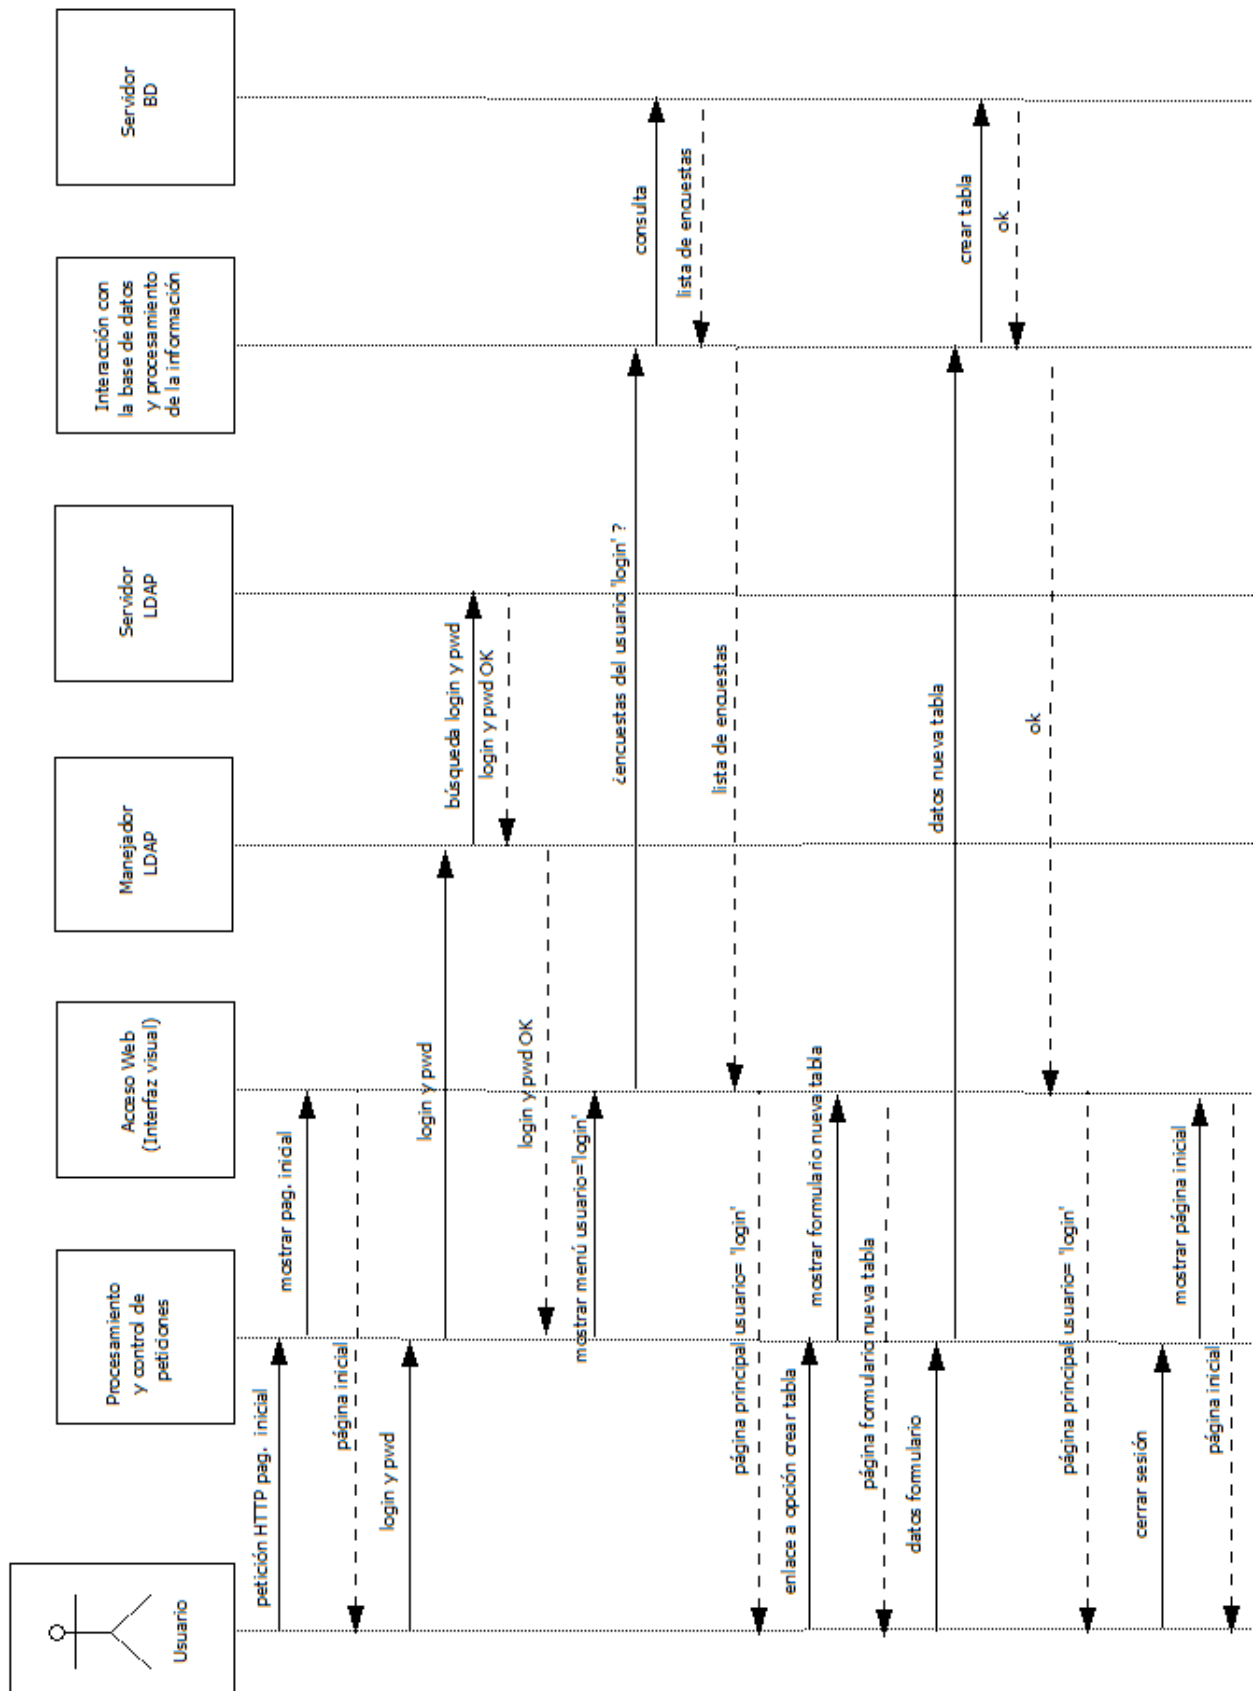 Usuario
Procesamiento
y control de
peticiones
Acceso Web
(Interfaz visual)
Manejador
LDAP
Servidor
LDAP
Interacción con
la base de datos
y procesamiento
de la información
Servidor
BD
petición HTTP pag. inicial
mostrar pag. inicial
página inicial
login y pwd
login y pwd
búsqueda login y pwd
login y pwd OK
login y pwd OK
mostrar menú usuario='login'
¿encuestas del usuario 'login' ?
consulta
lista de encuestas
lista de encuestas
página principal usuario= 'login'
enlace a opción crear tabla
mostrar formulario nueva tabla
página formulario nueva tabla
datos formulario
datos nueva tabla
crear tabla
ok
ok
página principal usuario= 'login'
cerrar sesión
mostrar página inicial
página inicial